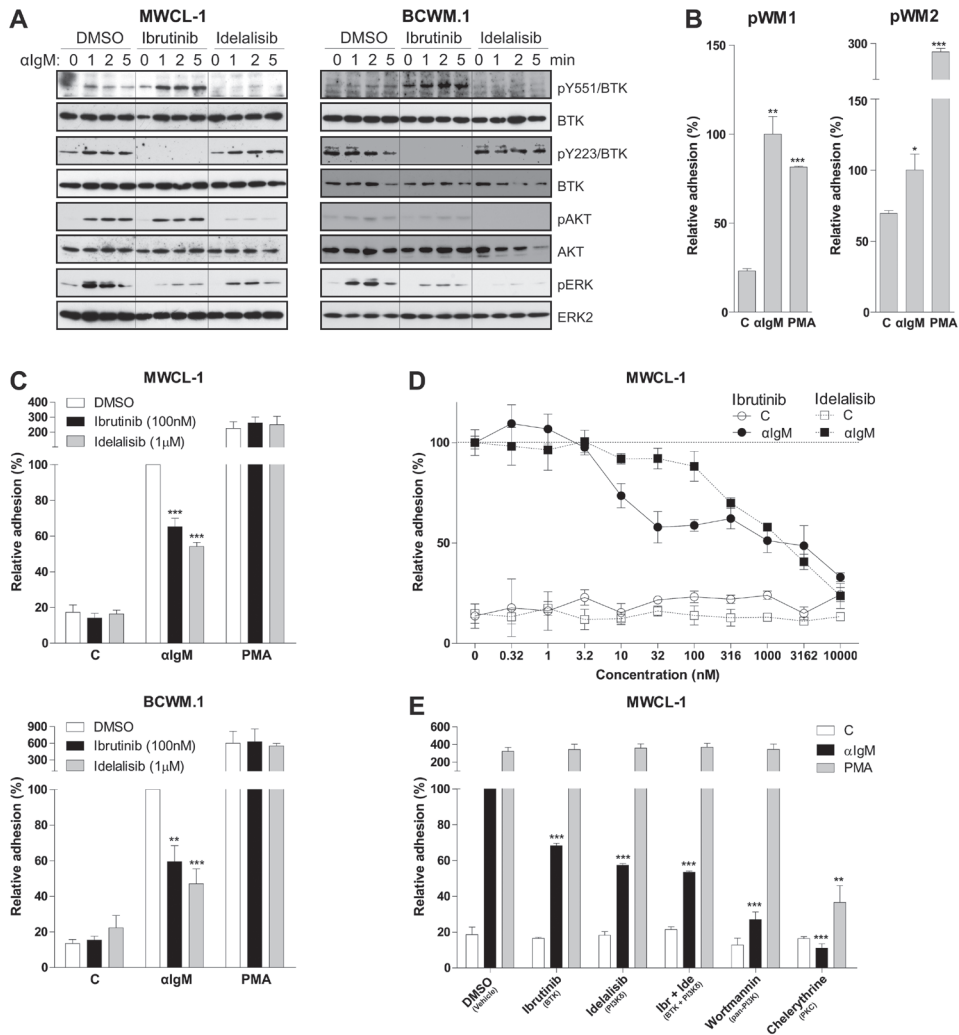 A
MWCL-1
BCWM.1
DMSO Ibrutinib Idelalisib
DMSO Ibrutinib Idelalisib
αIgM: 0 1 2 5 0 1 2 5 0 1 2 5
0 1 2 5 0 1 2 5 0 1 2 5 min
pY551/BTK
BTK
pY223/BTK
BTK
pAKT
AKT
pERK
ERK2
B
pWM1
Relative adhesion (%)
150
100
50
0
**
***
C αIgM PMA
pWM2
Relative adhesion (%)
300
150
100
50
0
*
***
C αIgM PMA
C
MWCL-1
DMSO
Ibrutinib (100nM)
Idelalisib (1μM)
Relative adhesion (%)
400
300
200
100
80
60
40
20
0
***
***
C αIgM PMA
BCWM.1
DMSO
Ibrutinib (100nM)
Idelalisib (1μM)
Relative adhesion (%)
900
600
300
100
80
60
40
20
0
**
***
C αIgM PMA
D
MWCL-1
Ibrutinib Idelalisib
C C
αIgM αIgM
Relative adhesion (%)
100
50
0
0 0.32 1 3.2 10 32 100 316 1000 3162 10000
Concentration (nM)
E
MWCL-1
C
αIgM
PMA
Relative adhesion (%)
600
400
200
100
80
60
40
20
0
***
***
***
***
***
**
DMSO
(Vehicle)
Ibrutinib
(BTK)
Idelalisib
(PI3Kδ)
Ibr + Ide
(BTK + PI3Kδ)
Wortmannin
(pan-PI3K)
Chelerythrine
(PKC)